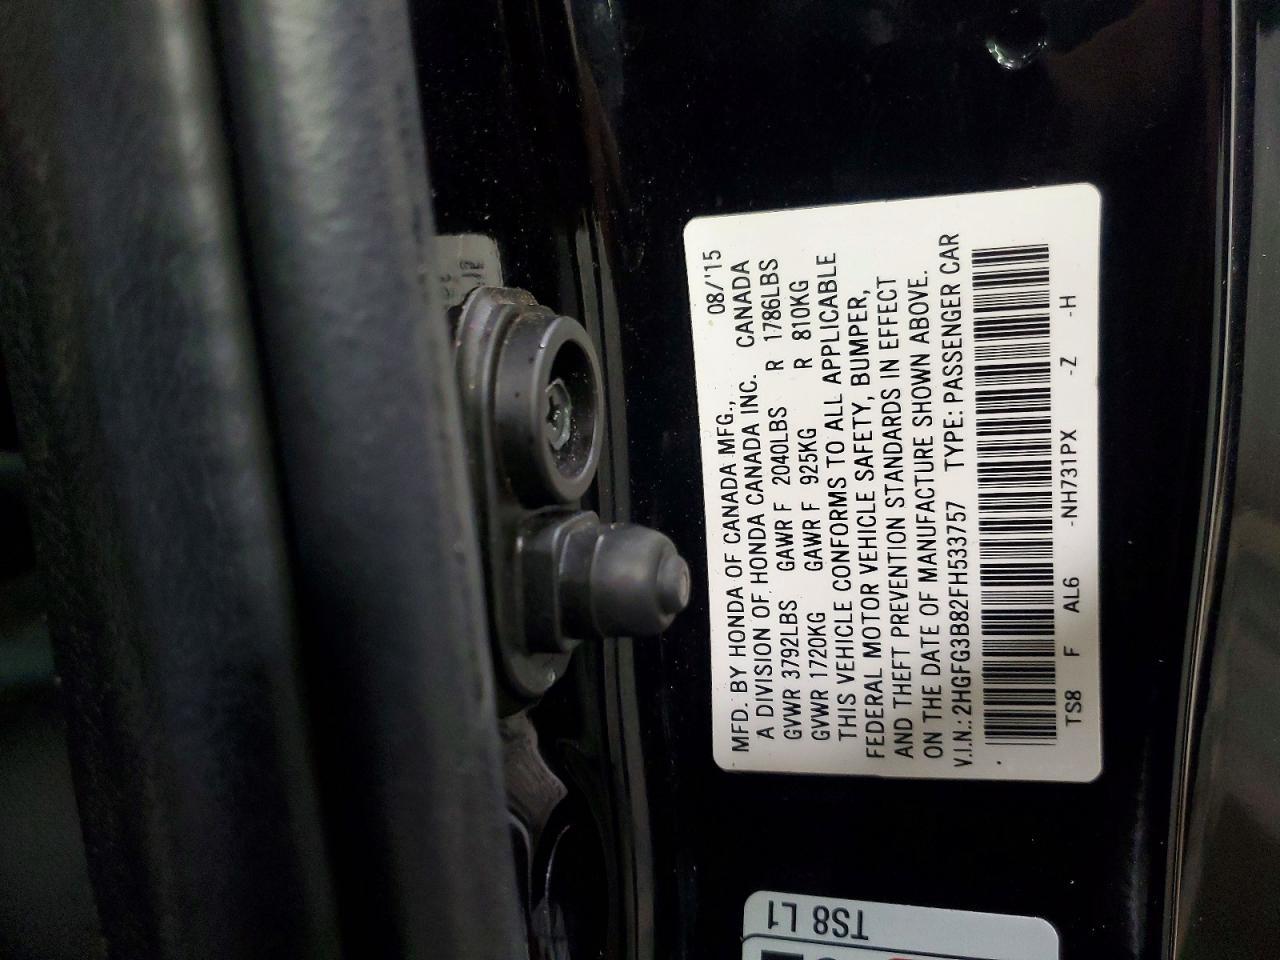 MFD. BY HONDA OF CANADA MFG., 08/'15
A DIVISION OF HONDA CANADA INC. CANADA
GVWR 3792LBS GAWR F 2040LBS R 1786LBS
GVWR 1720KG GAWR F 925KG R 810KG
THIS VEHICLE CONFORMS TO ALL APPLICABLE
FEDERAL MOTOR VEHICLE SAFETY, BUMPER,
AND THEFT PREVENTION STANDARDS IN EFFECT
ON THE DATE OF MANUFACTURE SHOWN ABOVE.
V.I.N.: 2HGFG3B82FH533757 TYPE: PASSENGER CAR
TS8 F AL6 -NH731PX -Z -H
TS8 L1